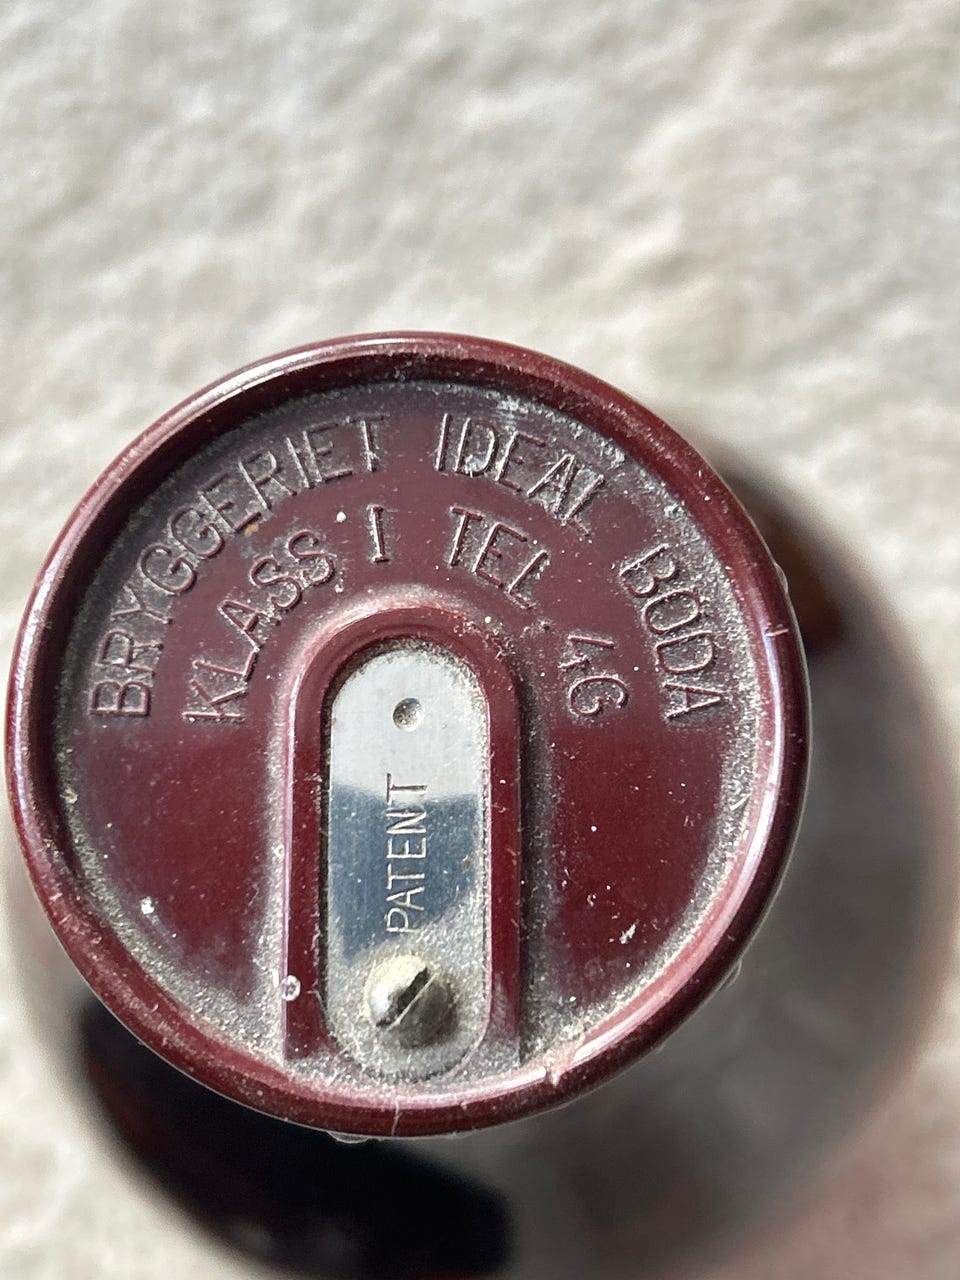 BRYGGERIET IDEAL BODA
KLASS I TEL. 46
PATENT